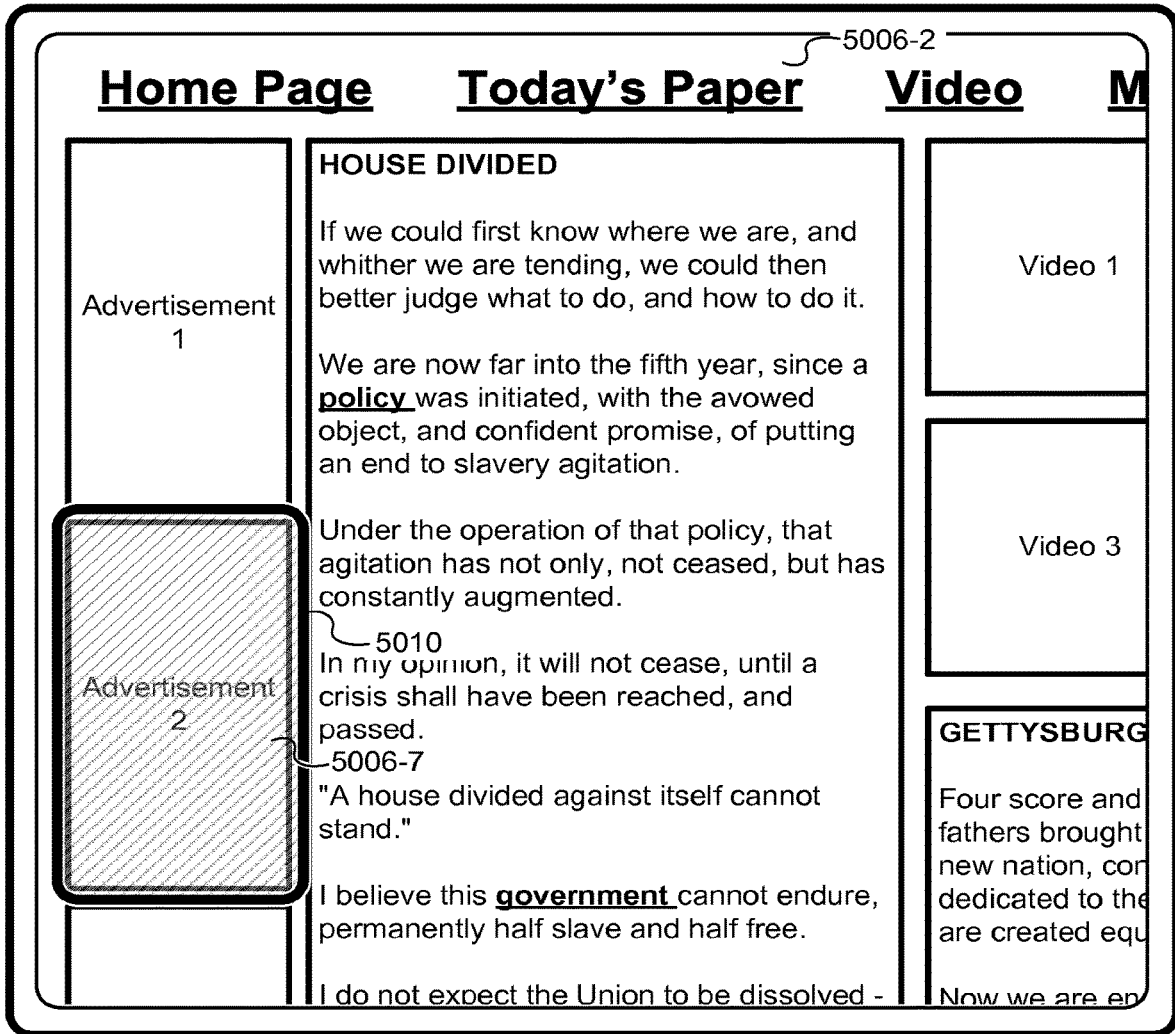 5006-2
Home Page Today's Paper Video M
Advertisement
1
Advertisement
2
HOUSE DIVIDED
If we could first know where we are, and
whither we are tending, we could then
better judge what to do, and how to do it.
We are now far into the fifth year, since a
policy was initiated, with the avowed
object, and confident promise, of putting
an end to slavery agitation.
Under the operation of that policy, that
agitation has not only, not ceased, but has
constantly augmented.
5010
In my opinion, it will not cease, until a
crisis shall have been reached, and
passed.
5006-7
"A house divided against itself cannot
stand."
I believe this government cannot endure,
permanently half slave and half free.
I do not expect the Union to be dissolved -
Video 1
Video 3
GETTYSBURG
Four score and
fathers brought
new nation, con
dedicated to the
are created equ
Now we are en